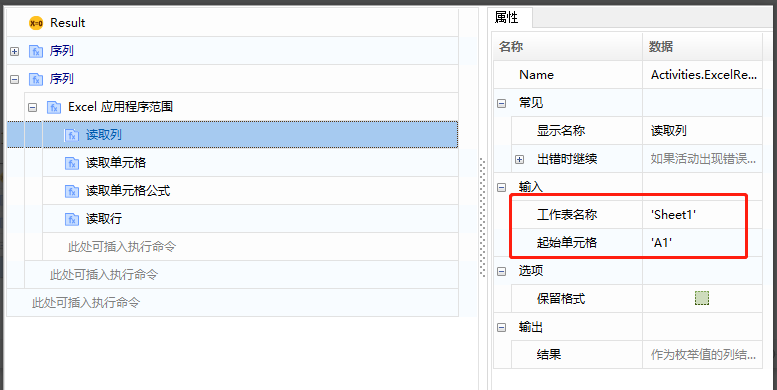 X=0 Result
序列
序列
Excel 应用程序范围
读取列
读取单元格
读取单元格公式
读取行
此处可插入执行命令
此处可插入执行命令
此处可插入执行命令
属性
名称 数据
Name Activities.ExcelRe...
常见
显示名称 读取列
出错时继续 如果活动出现错误...
输入
工作表名称 'Sheet1'
起始单元格 'A1'
选项
保留格式
输出
结果 作为枚举值的列结...